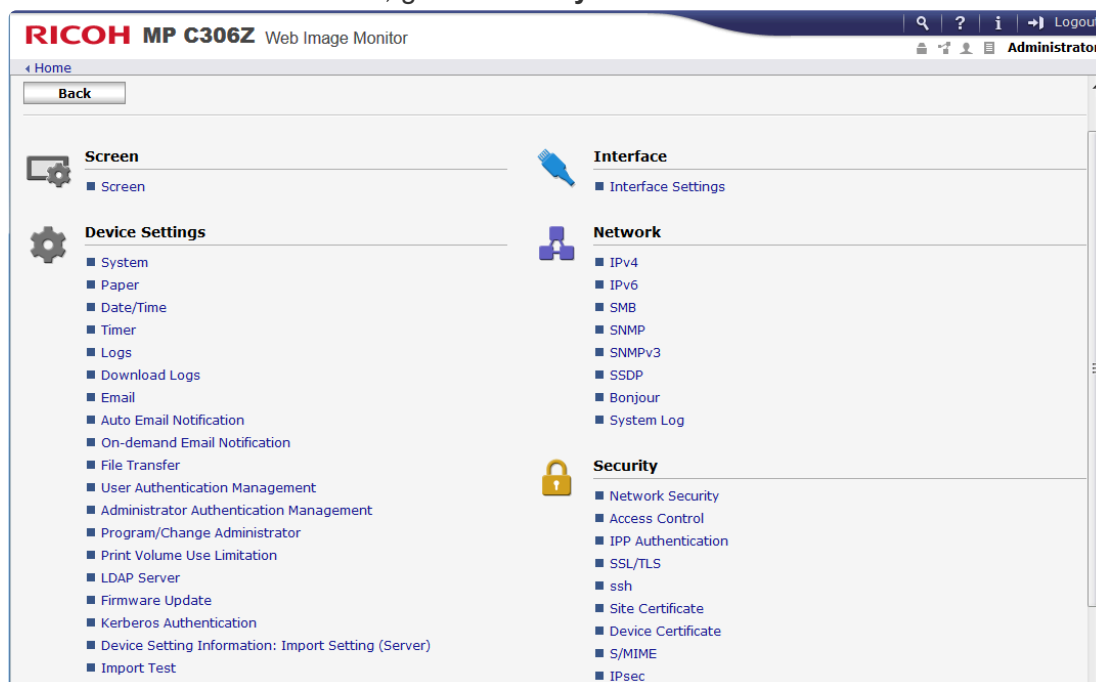 RICOH MP C306Z Web Image Monitor
? i Logout
Administrator
Home
Back
Screen
Screen
Device Settings
System
Paper
Date/Time
Timer
Logs
Download Logs
Email
Auto Email Notification
On-demand Email Notification
File Transfer
User Authentication Management
Administrator Authentication Management
Program/Change Administrator
Print Volume Use Limitation
LDAP Server
Firmware Update
Kerberos Authentication
Device Setting Information: Import Setting (Server)
Import Test
Interface
Interface Settings
Network
IPv4
IPv6
SMB
SNMP
SNMPv3
SSDP
Bonjour
System Log
Security
Network Security
Access Control
IPP Authentication
SSL/TLS
ssh
Site Certificate
Device Certificate
S/MIME
IPsec